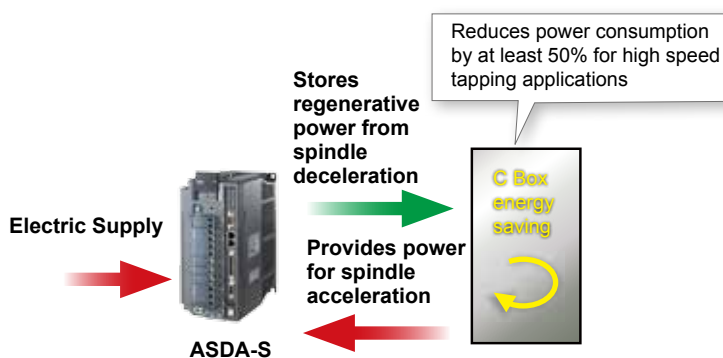 Reduces power consumption
by at least 50% for high speed
tapping applications
Stores
regenerative
power from
spindle
deceleration
C Box
energy
saving
Electric Supply
Provides power
for spindle
acceleration
ASDA-S